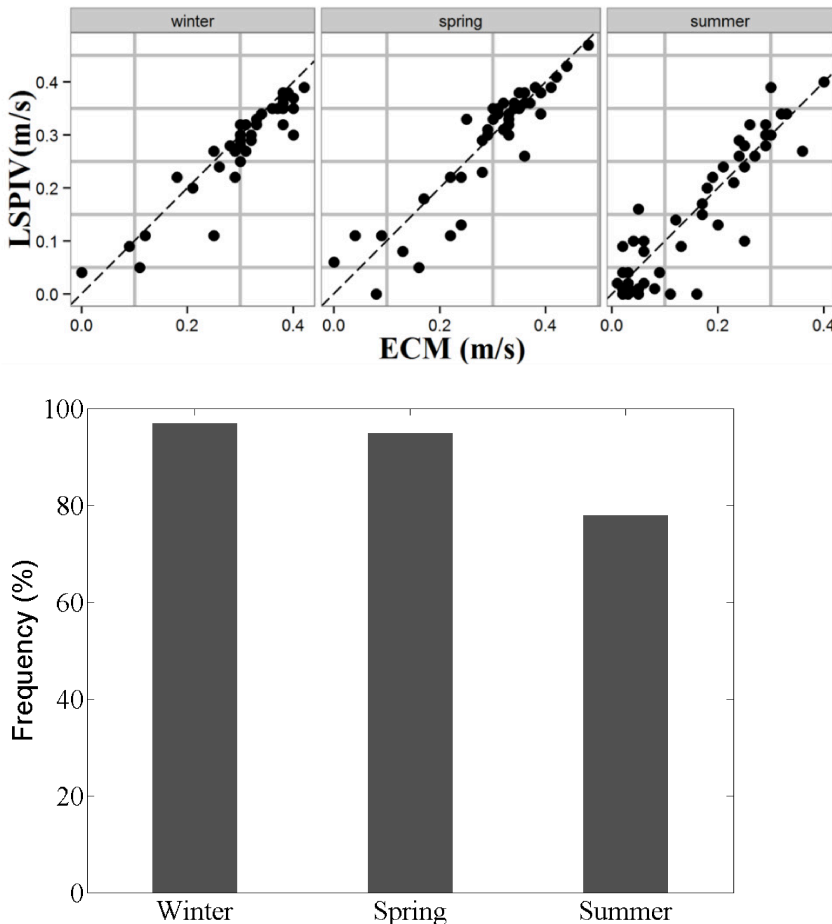 winter spring summer
LSPIV(m/s)
0.4
0.3
0.2
0.1
0.0
0.0 0.2 0.4 0.0 0.2 0.4 0.0 0.2 0.4
ECM (m/s)
Frequency (%)
100
80
60
40
20
0
Winter Spring Summer